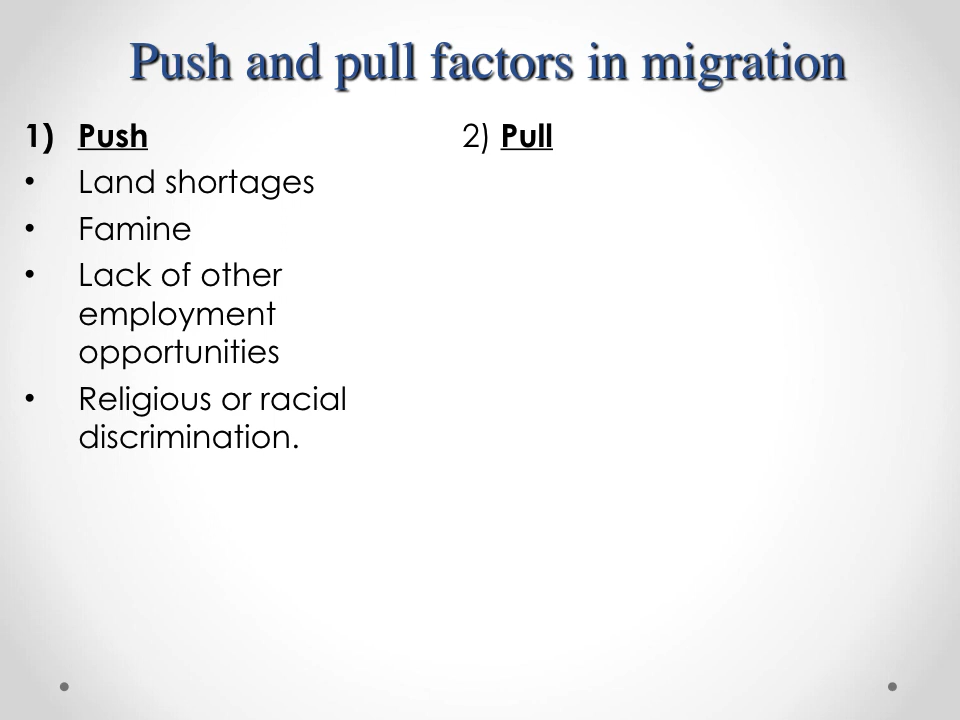 Push and pull factors in migration
1) Push
• Land shortages
• Famine
• Lack of other
employment
opportunities
• Religious or racial
discrimination.
2) Pull